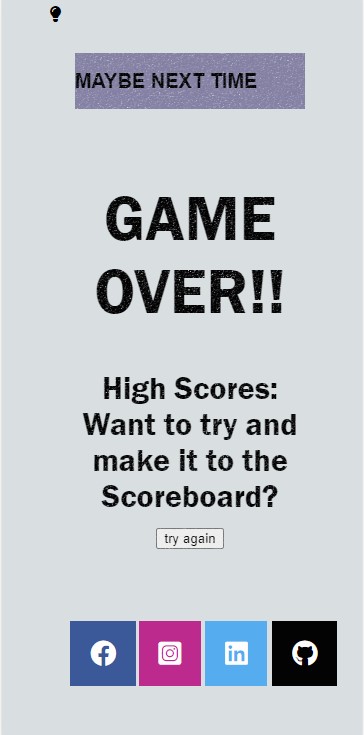 MAYBE NEXT TIME
GAME
OVER!!
High Scores:
Want to try and
make it to the
Scoreboard?
try again